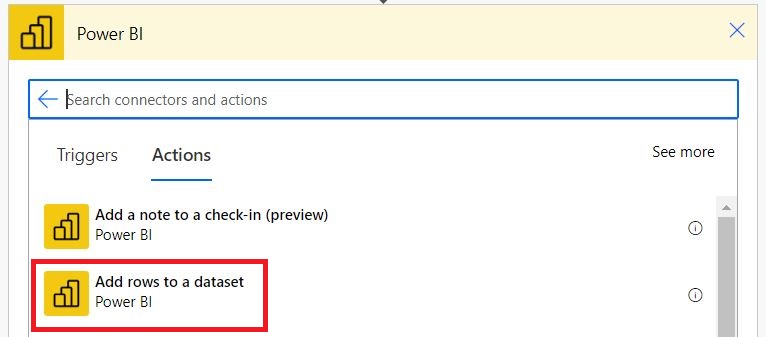 Power BI
Search connectors and actions
Triggers
Actions
See more
Add a note to a check-in (preview)
Power BI
Add rows to a dataset
Power BI